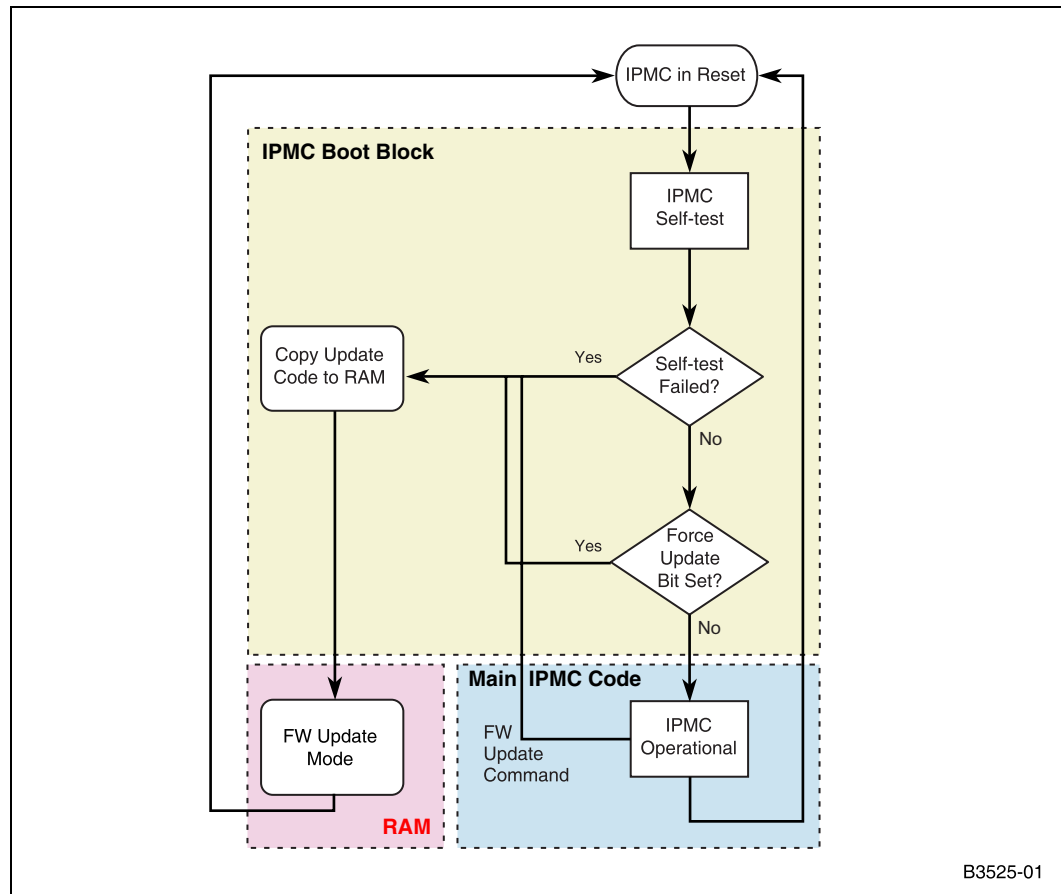 IPMC in Reset
IPMC Boot Block
IPMC
Self-test
Copy Update
Code to RAM
Yes
Self-test
Failed?
No
Yes
Force
Update
Bit Set?
No
Main IPMC Code
FW Update
Mode
FW
Update
Command
IPMC
Operational
RAM
B3525-01